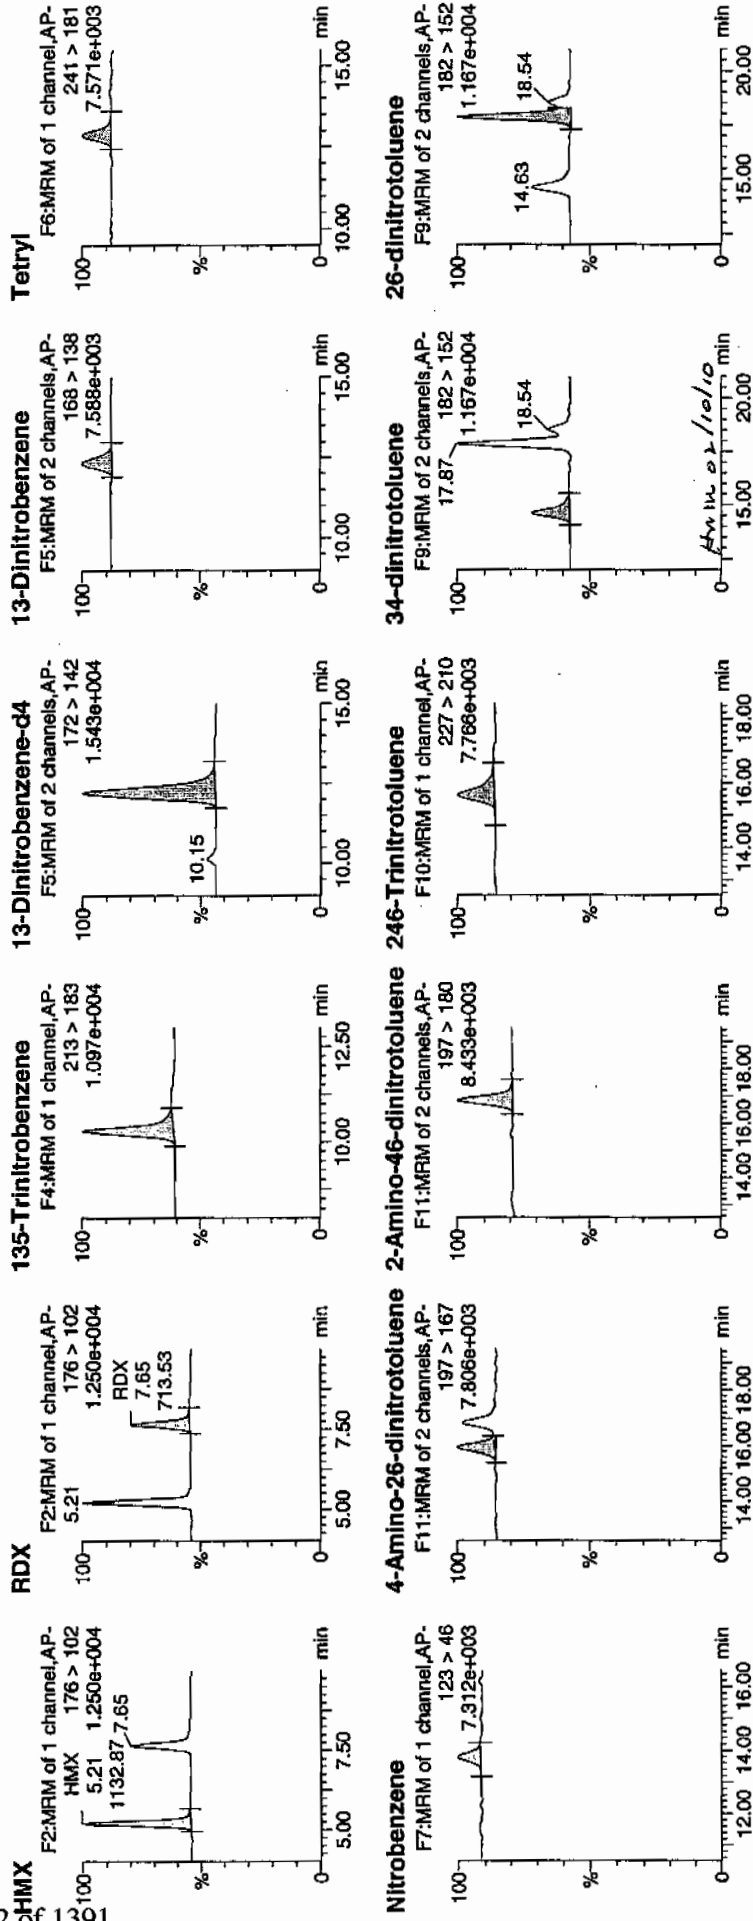 HMX
F2:MRM of 1 channel,AP-
HMX 176 > 102
5.21 1.250e+004
1132.87
7.65
100
%
0
5.00 7.50 min
RDX
F2:MRM of 1 channel,AP-
5.21 176 > 102
1.250e+004
RDX
7.65
713.53
100
%
0
5.00 7.50 min
135-Trinitrobenzene
F4:MRM of 1 channel,AP-
213 > 183
1.097e+004
100
%
0
10.00 12.50 min
13-Dinitrobenzene-d4
F5:MRM of 2 channels,AP-
172 > 142
1.543e+004
10.15
100
%
0
10.00 15.00 min
13-Dinitrobenzene
F5:MRM of 2 channels,AP-
168 > 138
7.588e+003
100
%
0
10.00 15.00 min
Tetryl
F6:MRM of 1 channel,AP-
241 > 181
7.571e+003
100
%
0
10.00 15.00 min
Nitrobenzene
F7:MRM of 1 channel,AP-
123 > 46
7.312e+003
100
%
0
12.00 14.00 16.00 min
4-Amino-26-dinitrotoluene
F11:MRM of 2 channels,AP-
197 > 167
7.806e+003
100
%
0
14.00 16.00 18.00 min
2-Amino-46-dinitrotoluene
F11:MRM of 2 channels,AP-
197 > 180
8.433e+003
100
%
0
14.00 16.00 18.00 min
246-Trinitrotoluene
F10:MRM of 1 channel,AP-
227 > 210
7.766e+003
100
%
0
14.00 16.00 18.00 min
34-dinitrotoluene
F9:MRM of 2 channels,AP-
17.87 182 > 152
1.167e+004
18.54
100
%
0
15.00 20.00 min
02/10/10
26-dinitrotoluene
F9:MRM of 2 channels,AP-
182 > 152
1.167e+004
14.63
18.54
100
%
0
15.00 20.00 min
of 1391